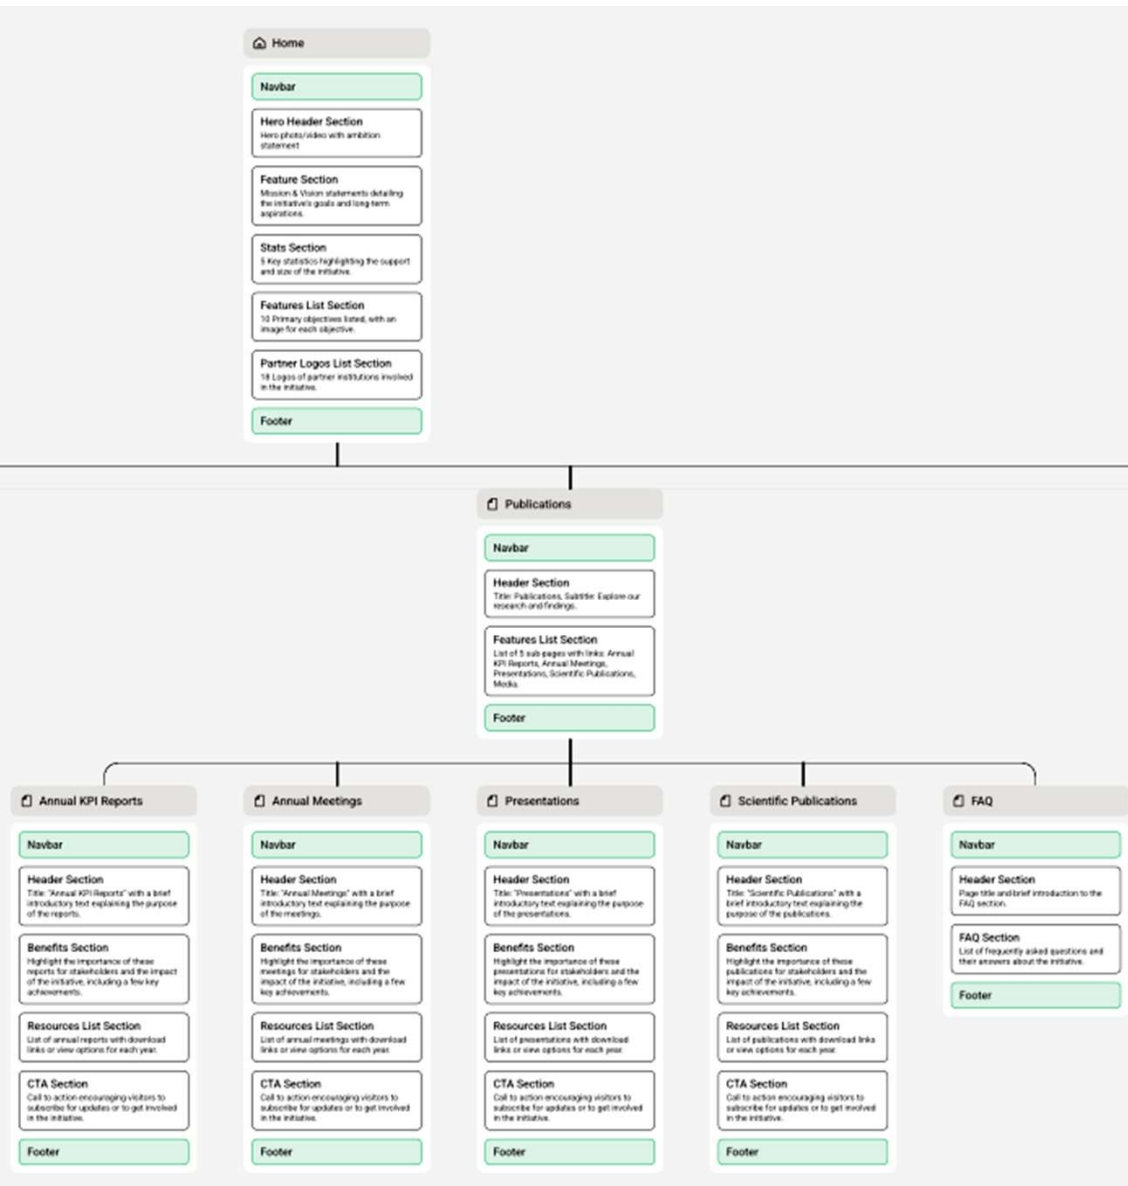 Home
Navbar
Hero Header Section
Hero photo/video with ambition
statement
Feature Section
Mission & Vision statements detailing
the initiative's goals and long-term
aspirations.
Stats Section
5 Key statistics highlighting the support
and size of the initiative.
Features List Section
10 Primary objectives listed, with an
image for each objective.
Partner Logos List Section
18 Logos of partner institutions involved
in the initiative.
Footer
Publications
Navbar
Header Section
Title: Publications, Subtitle: Explore our
research and findings.
Features List Section
List of 5 sub-pages with links: Annual
KPI Reports, Annual Meetings,
Presentations, Scientific Publications,
Media.
Footer
Annual KPI Reports
Navbar
Header Section
Title: "Annual KPI Reports" with a brief
introductory text explaining the purpose
of the reports.
Benefits Section
Highlight the importance of these
reports for stakeholders and the impact
of the initiative, including a few key
achievements.
Resources List Section
List of annual reports with download
links or view options for each year.
CTA Section
Call to action encouraging visitors to
subscribe for updates or to get involved
in the initiative.
Footer
Annual Meetings
Navbar
Header Section
Title: "Annual Meetings" with a brief
introductory text explaining the purpose
of the meetings.
Benefits Section
Highlight the importance of these
meetings for stakeholders and the
impact of the initiative, including a few
key achievements.
Resources List Section
List of annual meetings with download
links or view options for each year.
CTA Section
Call to action encouraging visitors to
subscribe for updates or to get involved
in the initiative.
Footer
Presentations
Navbar
Header Section
Title: "Presentations" with a brief
introductory text explaining the purpose
of the presentations.
Benefits Section
Highlight the importance of these
presentations for stakeholders and the
impact of the initiative, including a few
key achievements.
Resources List Section
List of presentations with download
links or view options for each year.
CTA Section
Call to action encouraging visitors to
subscribe for updates or to get involved
in the initiative.
Footer
Scientific Publications
Navbar
Header Section
Title: "Scientific Publications" with a
brief introductory text explaining the
purpose of the publications.
Benefits Section
Highlight the importance of these
publications for stakeholders and the
impact of the initiative, including a few
key achievements.
Resources List Section
List of publications with download links
or view options for each year.
CTA Section
Call to action encouraging visitors to
subscribe for updates or to get involved
in the initiative.
Footer
FAQ
Navbar
Header Section
Page title and brief introduction to the
FAQ section.
FAQ Section
List of frequently asked questions and
their answers about the initiative.
Footer